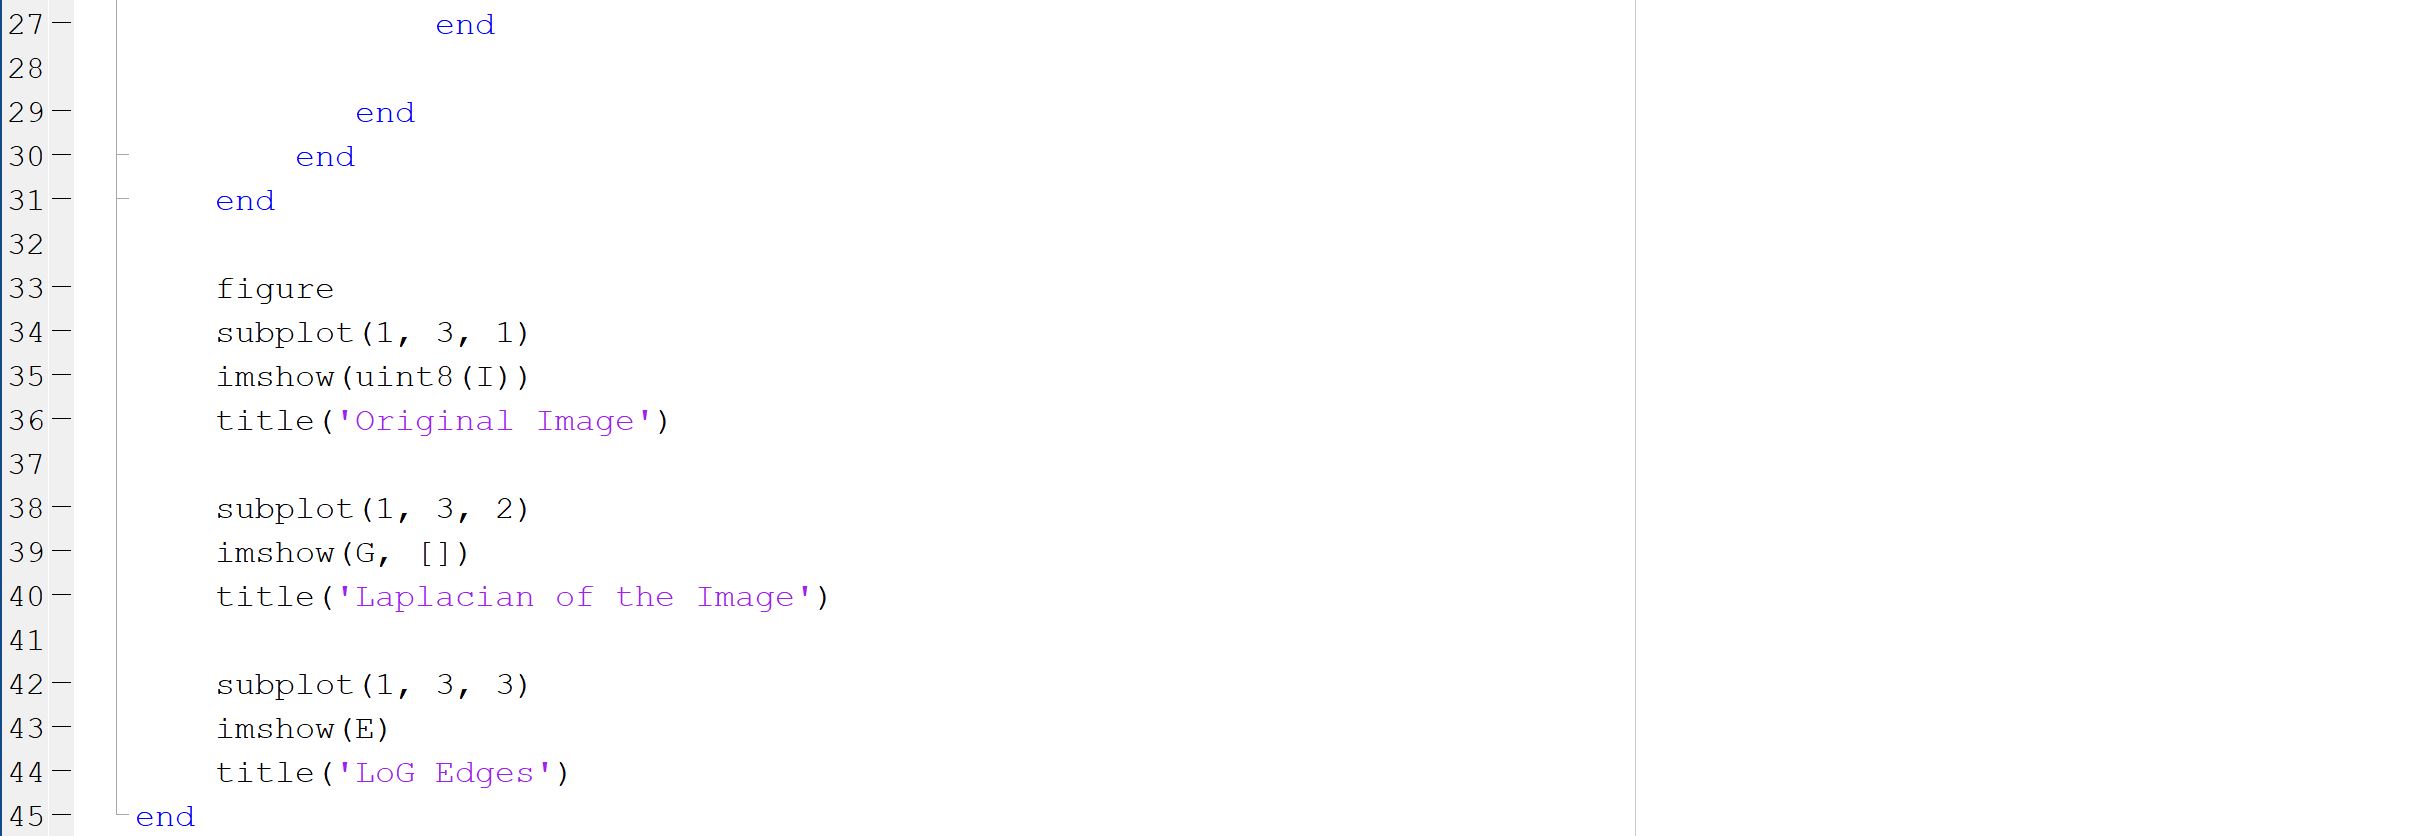 27 end
28
29 end
30 end
31 end
32
33 figure
34 subplot(1, 3, 1)
35 imshow(uint8(I))
36 title('Original Image')
37
38 subplot(1, 3, 2)
39 imshow(G, [])
40 title('Laplacian of the Image')
41
42 subplot(1, 3, 3)
43 imshow(E)
44 title('LoG Edges')
45 end